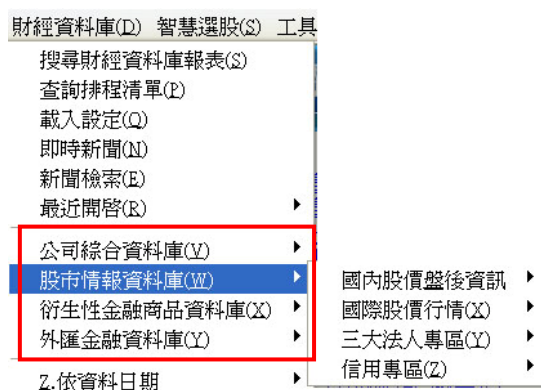 財經資料庫(D) 智慧選股(S) 工具
搜尋財經資料庫報表(S)
查詢排程清單(P)
載入設定(Q)
即時新聞(N)
新聞檢索(E)
最近開啓(R)
公司綜合資料庫(V)
股市情報資料庫(W)
衍生性金融商品資料庫(X)
外匯金融資料庫(Y)
Z.依資料日期
國內股價盤後資訊
國際股價行情(X)
三大法人專區(Y)
信用專區(Z)